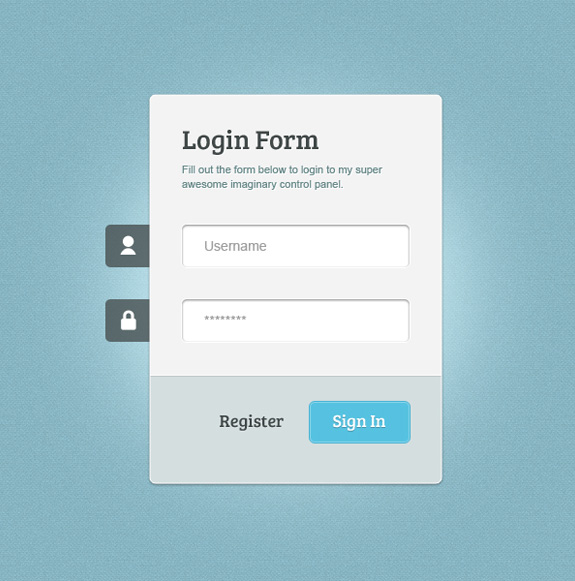 Login Form
Fill out the form below to login to my super
awesome imaginary control panel.
Username
********
Register
Sign In